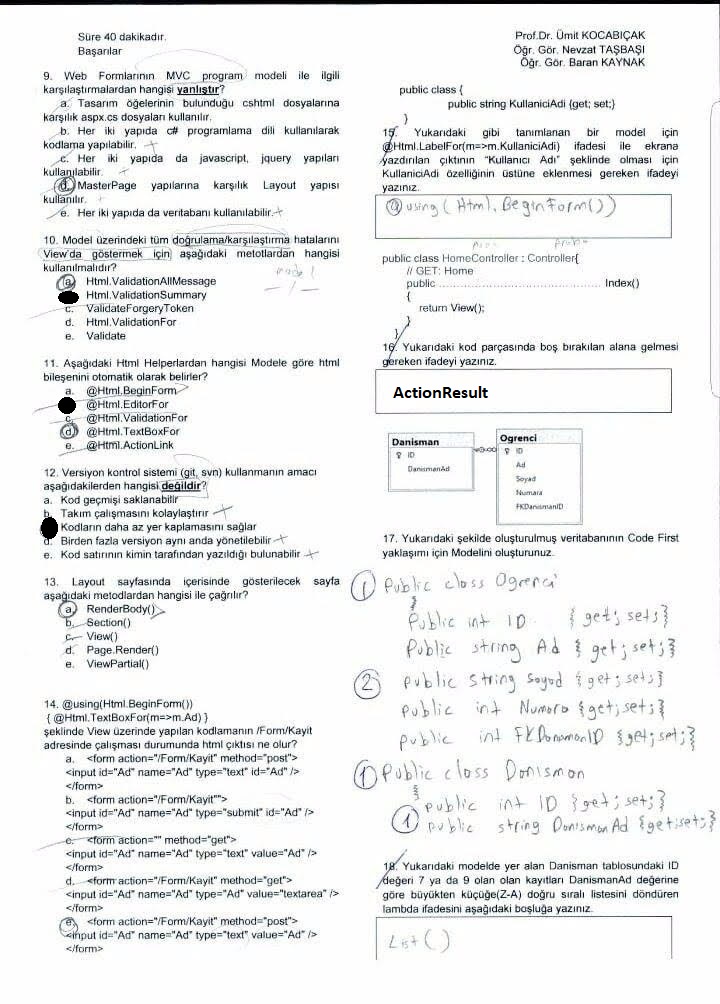 Süre 40 dakikadır.
Başarılar
Prof.Dr. Ümit KOCABIÇAK
Öğr. Gör. Nevzat TAŞBAŞI
Öğr. Gör. Baran KAYNAK
9. Web Formlarının MVC program modeli ile ilgili
karşılaştırmalardan hangisi yanlıştır?
a. Tasarım öğelerinin bulunduğu cshtml dosyalarına
karşılık aspx.cs dosyaları kullanılır.
b. Her iki yapıda c# programlama dili kullanılarak
kodlama yapılabilir.
c. Her iki yapıda da javascript, jquery yapıları
kullanılabilir.
d. MasterPage yapılarına karşılık Layout yapısı
kullanılır.
e. Her iki yapıda da veritabanı kullanılabilir.
10. Model üzerindeki tüm doğrulama/karşılaştırma hatalarını
View'da göstermek için aşağıdaki metotlardan hangisi
kullanılmalıdır?
model
a. Html.ValidationAllMessage
Html.ValidationSummary
c. ValidateForgeryToken
d. Html.ValidationFor
e. Validate
11. Aşağıdaki Html Helperlardan hangisi Modele göre html
bileşenini otomatik olarak belirler?
a. @Html.BeginForm
@Html.EditorFor
c. @Html.ValidationFor
d. @Html.TextBoxFor
e. @Html.ActionLink
12. Versiyon kontrol sistemi (git, svn) kullanmanın amacı
aşağıdakilerden hangisi değildir?
a. Kod geçmişi saklanabilir
b. Takım çalışmasını kolaylaştırır
Kodların daha az yer kaplamasını sağlar
d. Birden fazla versiyon aynı anda yönetilebilir
e. Kod satırının kimin tarafından yazıldığı bulunabilir
13. Layout sayfasında içerisinde gösterilecek sayfa
aşağıdaki metodlardan hangisi ile çağrılır?
a. RenderBody()
b. Section()
c. View()
d. Page.Render()
e. ViewPartial()
14. @using(Html.BeginForm())
{ @Html.TextBoxFor(m=>m.Ad) }
şeklinde View üzerinde yapılan kodlamanın /Form/Kayit
adresinde çalışması durumunda html çıktısı ne olur?
a. <form action="/Form/Kayit" method="post">
<input id="Ad" name="Ad" type="text" id="Ad" />
</form>
b. <form action="/Form/Kayit"">
<input id="Ad" name="Ad" type="submit" id="Ad" />
</form>
c. <form action="" method="get">
<input id="Ad" name="Ad" type="text" value="Ad" />
</form>
d. <form action="/Form/Kayit" method="get">
<input id="Ad" name="Ad" type="Ad" value="textarea" />
</form>
e. <form action="/Form/Kayit" method="post">
<input id="Ad" name="Ad" type="text" value="Ad" />
</form>
public class {
public string KullaniciAdi {get; set;}
}
15. Yukarıdaki gibi tanımlanan bir model için
@Html.LabelFor(m=>m.KullaniciAdi) ifadesi ile ekrana
yazdırılan çıktının "Kullanıcı Adı" şeklinde olması için
KullaniciAdi özelliğinin üstüne eklenmesi gereken ifadeyi
yazınız.
@using(Html.BeginForm())
public class HomeController : Controller{
// GET: Home
public ........................................ Index()
{
return View();
}
}
16. Yukarıdaki kod parçasında boş bırakılan alana gelmesi
gereken ifadeyi yazınız.
ActionResult
Danisman
ID
DanismanAd
Ogrenci
ID
Ad
Soyad
Numara
FKDanismanID
17. Yukarıdaki şekilde oluşturulmuş veritabanının Code First
yaklaşımı için Modelini oluşturunuz.
1 Public class Ogrenci
{
Public int ID {get; set;}
Public string Ad {get; set;}
2 Public string Soyad {get; set;}
Public int Numara {get; set;}
Public int FKDanısmanID {get; set;}
1 Public class Danısman
{
public int ID {get; set;}
1 public string DanısmanAd {get; set;}
18. Yukarıdaki modelde yer alan Danisman tablosundaki ID
değeri 7 ya da 9 olan olan kayıtları DanismanAd değerine
göre büyükten küçüğe(Z-A) doğru sıralı listesini döndüren
lambda ifadesini aşağıdaki boşluğa yazınız.
List()